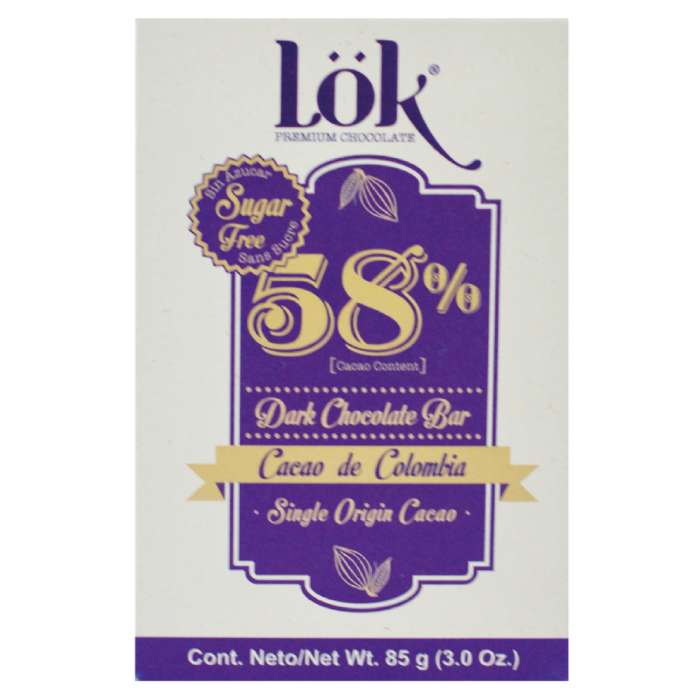 Lök®
PREMIUM CHOCOLATE
Sin Azucar
Sugar
Free
Sans Sucre
58%
[Cacao Content]
Dark Chocolate Bar
Cacao de Colombia
· Single Origin Cacao ·
Cont. Neto/Net Wt. 85 g (3.0 Oz.)